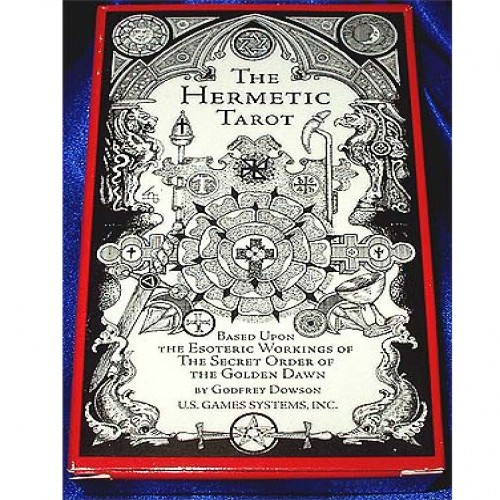 THE
HERMETIC
TAROT
BASED UPON
THE ESOTERIC WORKINGS OF
THE SECRET ORDER OF
THE GOLDEN DAWN
BY GODFREY DOWSON
U.S. GAMES SYSTEMS, INC.